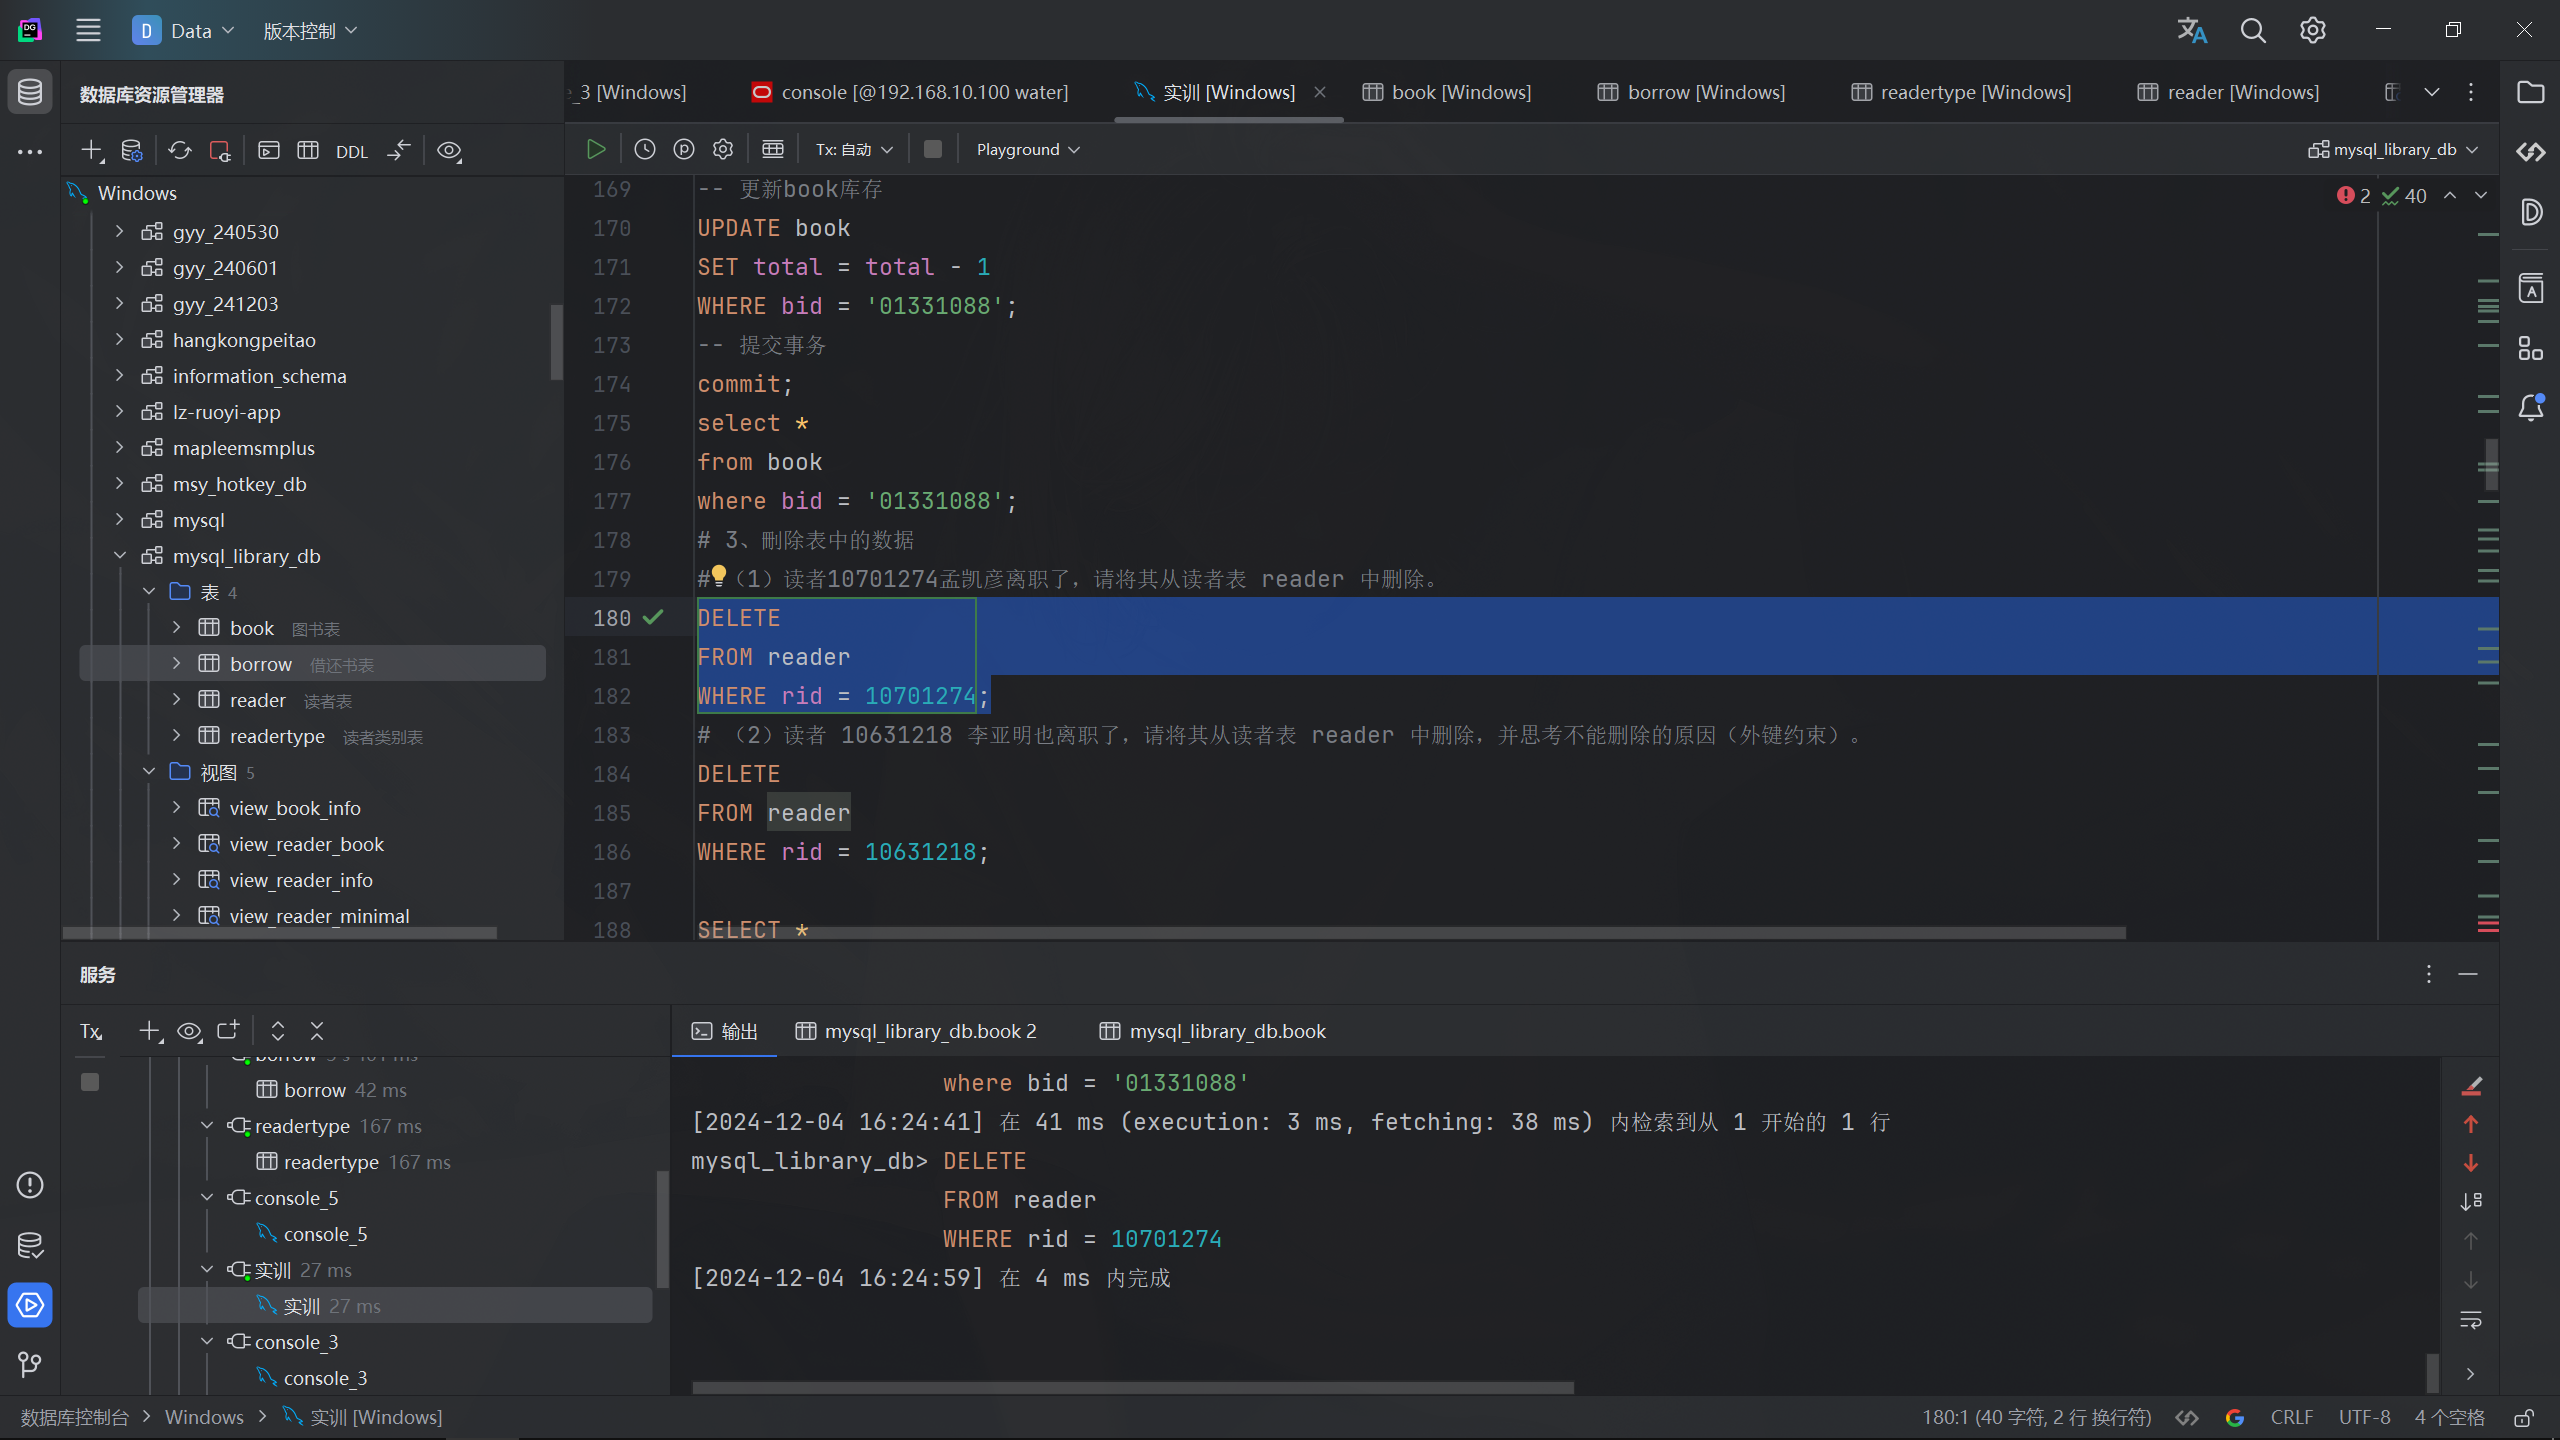 D Data 版本控制
数据库资源管理器
_3 [Windows] console [@192.168.10.100 water] 实训 [Windows] book [Windows] borrow [Windows] readertype [Windows] reader [Windows]
DDL
Tx: 自动 Playground mysql_library_db
Windows
gyy_240530
gyy_240601
gyy_241203
hangkongpeitao
information_schema
lz-ruoyi-app
mapleemsmplus
msy_hotkey_db
mysql
mysql_library_db
表 4
book 图书表
borrow 借还书表
reader 读者表
readertype 读者类别表
视图 5
view_book_info
view_reader_book
view_reader_info
view_reader_minimal
2 40
169 -- 更新book库存
170 UPDATE book
171 SET total = total - 1
172 WHERE bid = '01331088';
173 -- 提交事务
174 commit;
175 select *
176 from book
177 where bid = '01331088';
178 # 3、删除表中的数据
179 # （1）读者10701274孟凯彦离职了，请将其从读者表 reader 中删除。
180 DELETE
181 FROM reader
182 WHERE rid = 10701274;
183 # （2）读者 10631218 李亚明也离职了，请将其从读者表 reader 中删除，并思考不能删除的原因（外键约束）。
184 DELETE
185 FROM reader
186 WHERE rid = 10631218;
187
188 SELECT *
服务
Tx
borrow
borrow 42 ms
readertype 167 ms
readertype 167 ms
console_5
console_5
实训 27 ms
实训 27 ms
console_3
console_3
输出 mysql_library_db.book 2 mysql_library_db.book
where bid = '01331088'
[2024-12-04 16:24:41] 在 41 ms (execution: 3 ms, fetching: 38 ms) 内检索到从 1 开始的 1 行
mysql_library_db> DELETE
FROM reader
WHERE rid = 10701274
[2024-12-04 16:24:59] 在 4 ms 内完成
数据库控制台 Windows 实训 [Windows]
180:1 (40 字符, 2 行 换行符) CRLF UTF-8 4 个空格